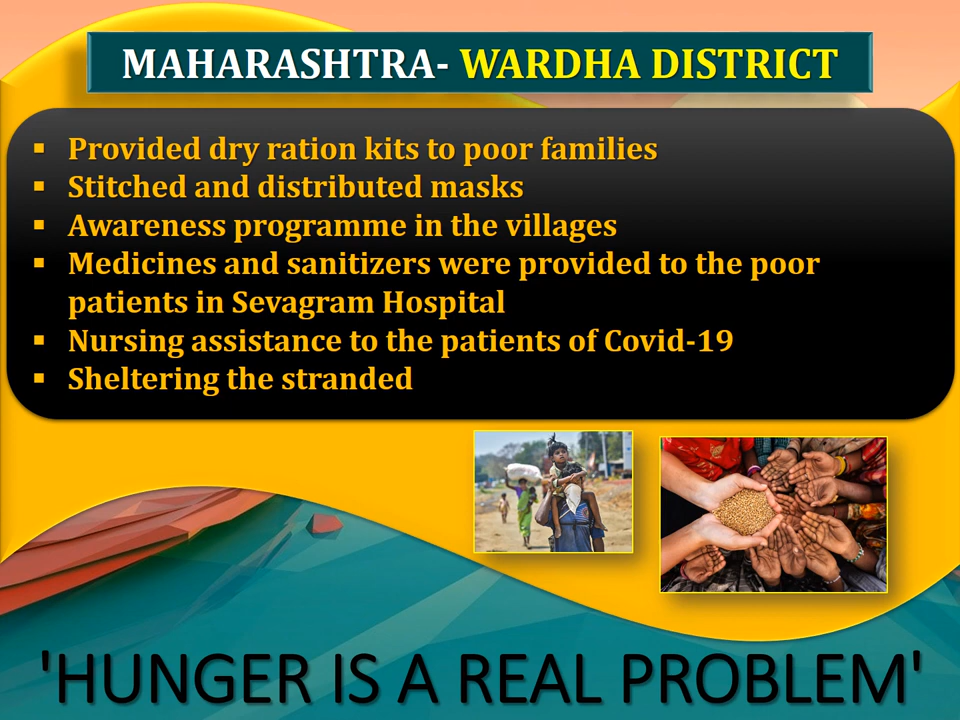 MAHARASHTRA- WARDHA DISTRICT
▪ Provided dry ration kits to poor families
▪ Stitched and distributed masks
▪ Awareness programme in the villages
▪ Medicines and sanitizers were provided to the poor
patients in Sevagram Hospital
▪ Nursing assistance to the patients of Covid-19
▪ Sheltering the stranded
'HUNGER IS A REAL PROBLEM'